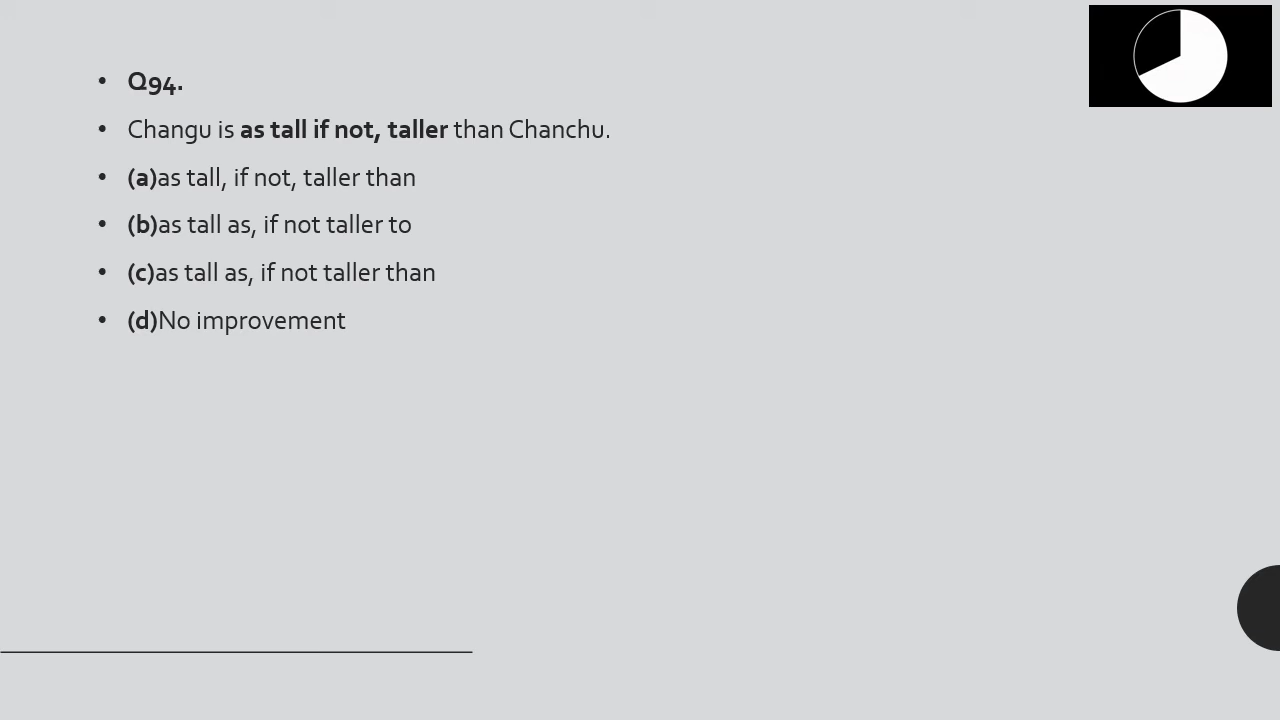 • Q94.
• Changu is as tall if not, taller than Chanchu.
• (a)as tall, if not, taller than
• (b)as tall as, if not taller to
• (c)as tall as, if not taller than
• (d)No improvement